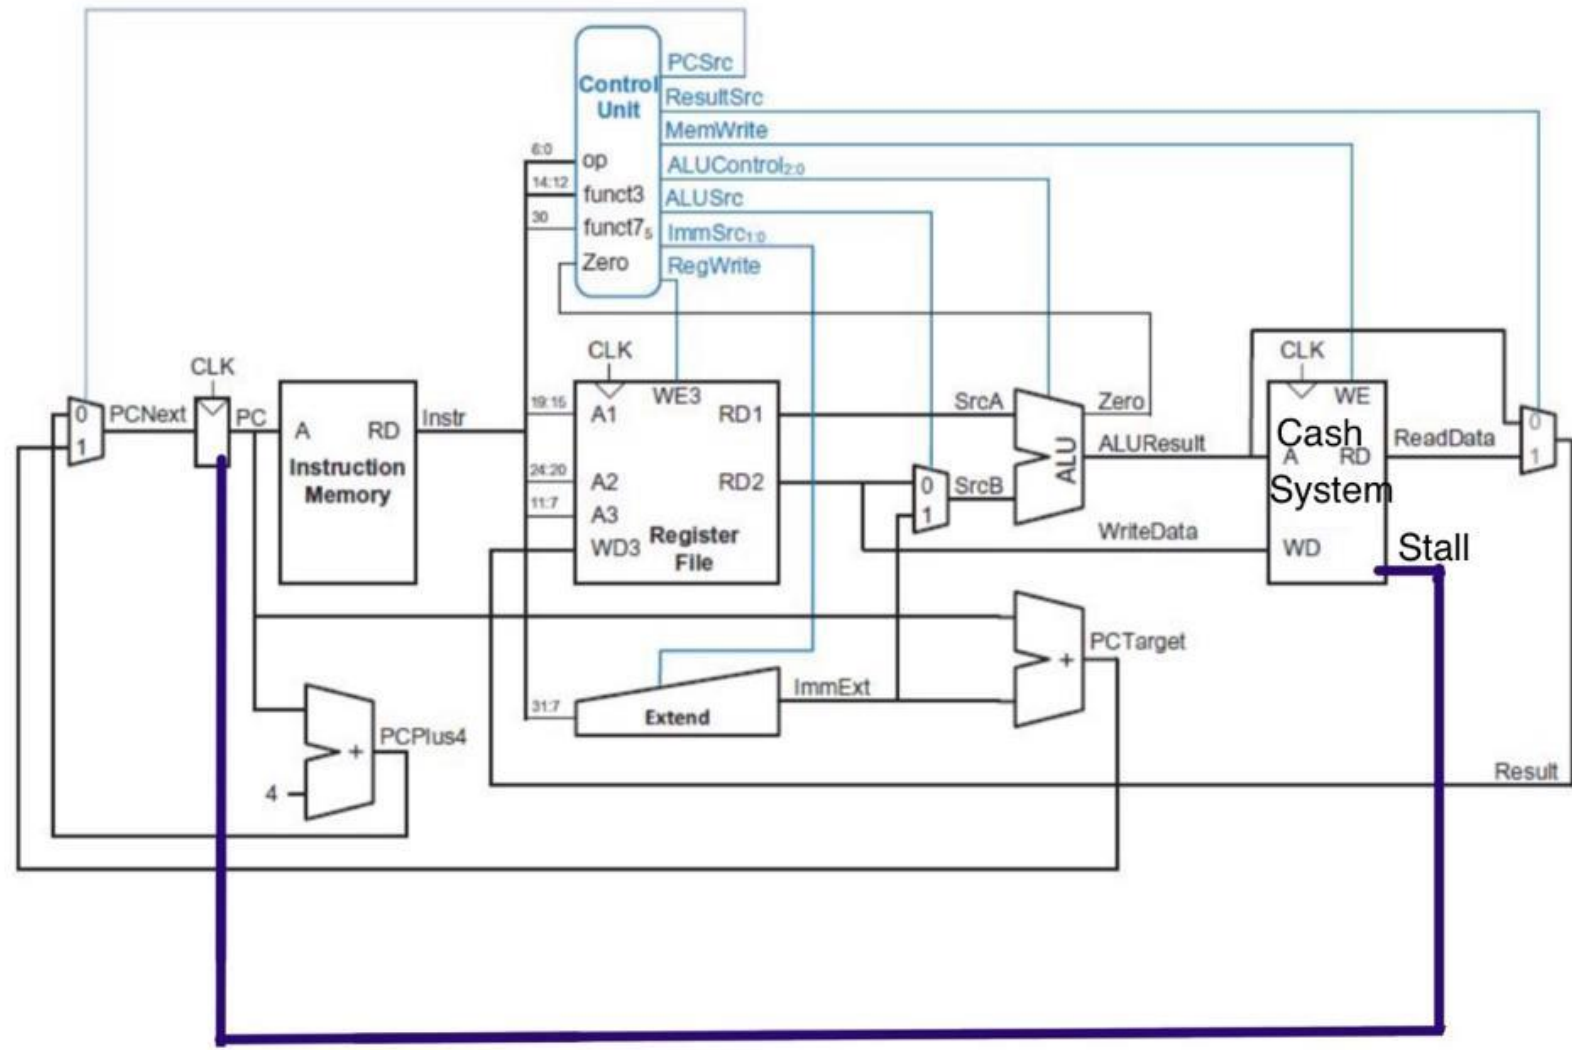 PCSrc
Control
Unit
ResultSrc
MemWrite
6:0
op
ALUControl2:0
14:12
funct3
ALUSrc
30
funct75
ImmSrc1:0
Zero
RegWrite
CLK
CLK
CLK
0
1
PCNext
PC
A
RD
Instruction
Memory
Instr
19:15
A1
WE3
RD1
24:20
A2
RD2
11:7
A3
WD3
Register
File
SrcA
0
1
SrcB
ALU
Zero
ALUResult
WriteData
WE
Cash
A
RD
System
WD
ReadData
0
1
Stall
+
PCTarget
31:7
Extend
ImmExt
+
PCPlus4
4
Result